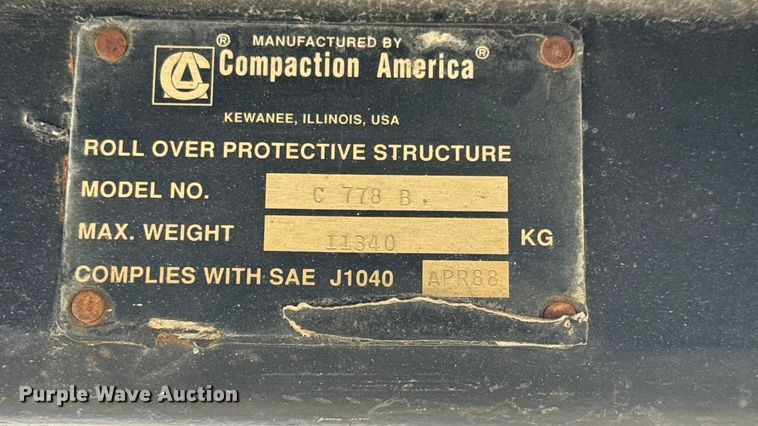 ® MANUFACTURED BY
CA Compaction America ®
KEWANEE, ILLINOIS, USA
ROLL OVER PROTECTIVE STRUCTURE
MODEL NO. C 778 B.
MAX. WEIGHT 11340 KG
COMPLIES WITH SAE J1040 APR88
Purple Wave Auction